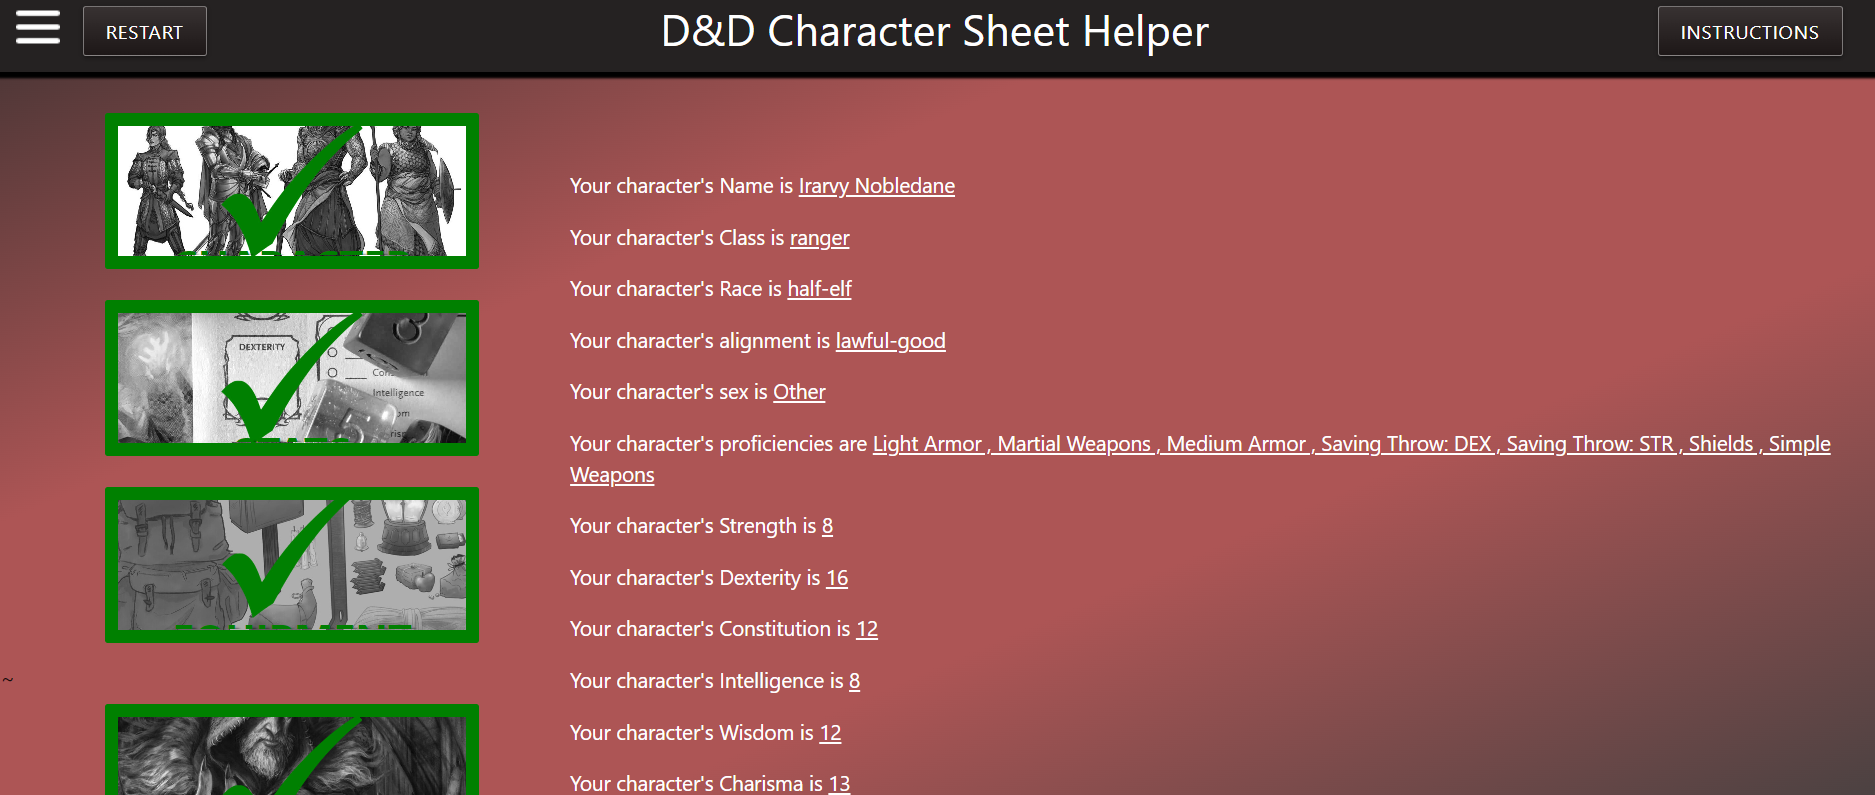 RESTART
D&D Character Sheet Helper
INSTRUCTIONS
Your character's Name is Irarvy Nobledane
Your character's Class is ranger
Your character's Race is half-elf
Your character's alignment is lawful-good
Your character's sex is Other
Your character's proficiencies are Light Armor , Martial Weapons , Medium Armor , Saving Throw: DEX , Saving Throw: STR , Shields , Simple
Weapons
Your character's Strength is 8
Your character's Dexterity is 16
Your character's Constitution is 12
Your character's Intelligence is 8
Your character's Wisdom is 12
Your character's Charisma is 13
DEXTERITY
Intelligence
~